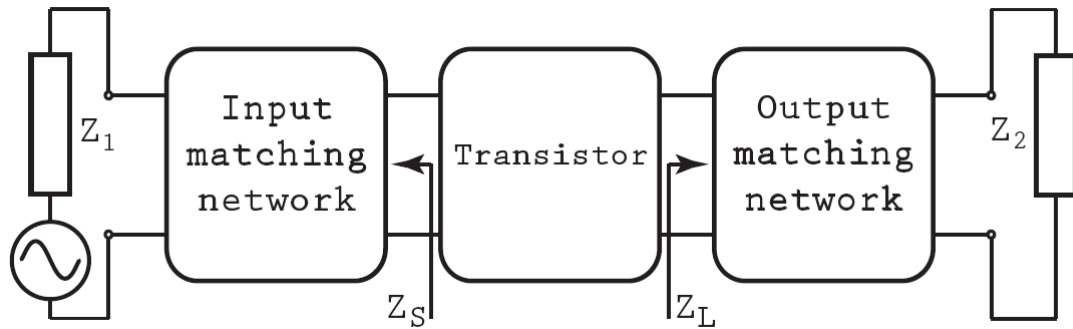 Z1
Input
matching
network
Transistor
Output
matching
network
Z2
ZS
ZL